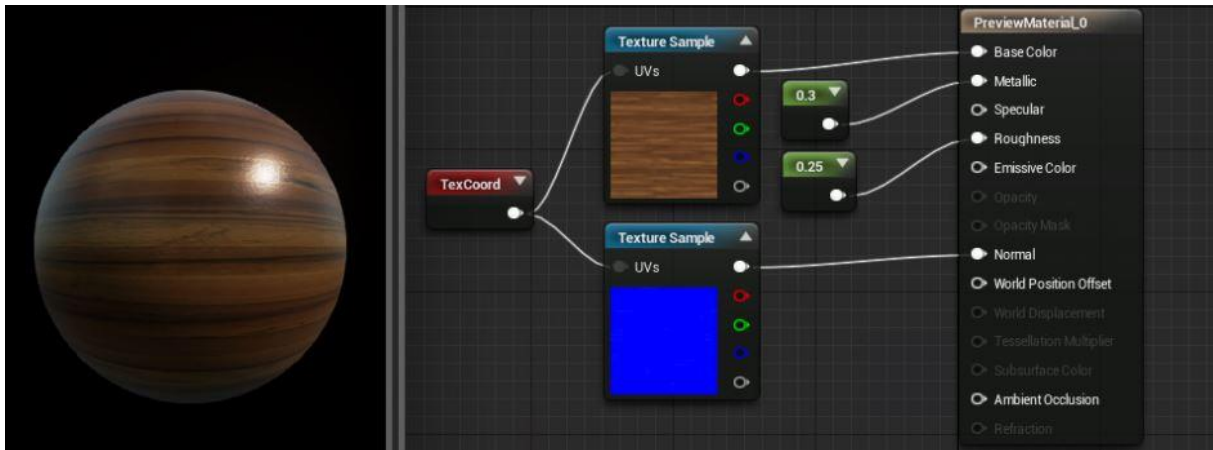 TexCoord
Texture Sample
UVs
Texture Sample
UVs
0.3
0.25
PreviewMaterial_0
Base Color
Metallic
Specular
Roughness
Emissive Color
Opacity
Opacity Mask
Normal
World Position Offset
World Displacement
Tessellation Multiplier
Subsurface Color
Ambient Occlusion
Refraction